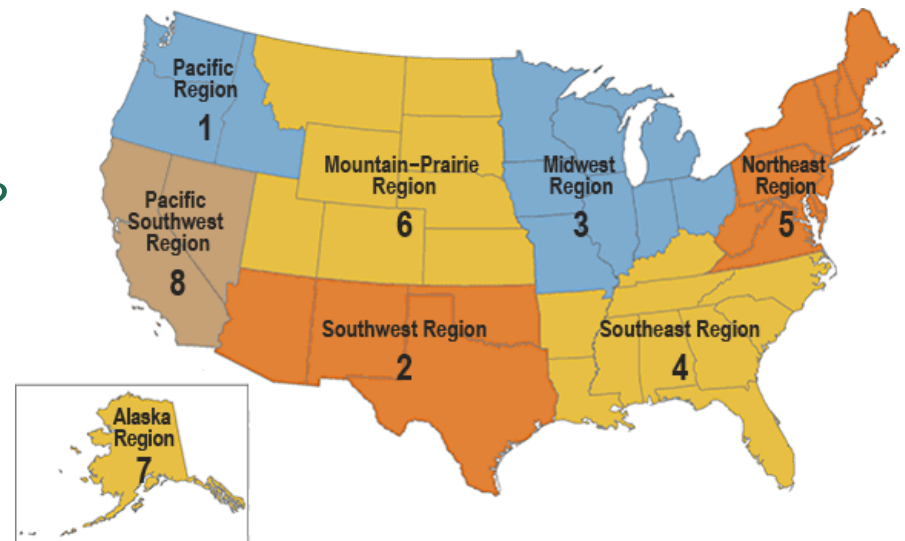 Pacific
Region
1
Mountain-Prairie
Region
6
Midwest
Region
3
Northeast
Region
5
Pacific
Southwest
Region
8
Southwest Region
2
Southeast Region
4
Alaska
Region
7